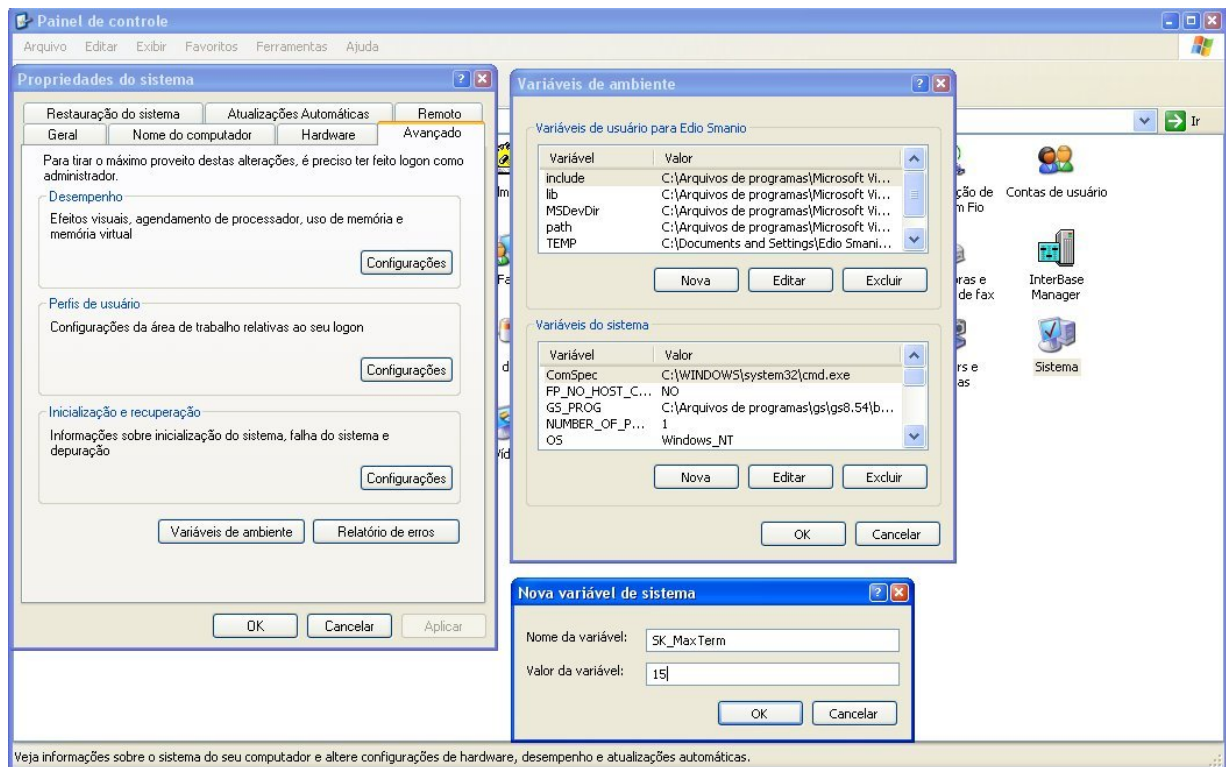 Painel de controle
Arquivo Editar Exibir Favoritos Ferramentas Ajuda
Ir
Propriedades do sistema
Restauração do sistema Atualizações Automáticas Remoto
Geral Nome do computador Hardware Avançado
Para tirar o máximo proveito destas alterações, é preciso ter feito logon como
administrador.
Desempenho
Efeitos visuais, agendamento de processador, uso de memória e
memória virtual
Configurações
Perfis de usuário
Configurações da área de trabalho relativas ao seu logon
Configurações
Inicialização e recuperação
Informações sobre inicialização do sistema, falha do sistema e
depuração
Configurações
Variáveis de ambiente Relatório de erros
OK Cancelar Aplicar
Variáveis de ambiente
Variáveis de usuário para Edio Smanio
Variável Valor
include C:\Arquivos de programas\Microsoft Vi...
lib C:\Arquivos de programas\Microsoft Vi...
MSDevDir C:\Arquivos de programas\Microsoft Vi...
path C:\Arquivos de programas\Microsoft Vi...
TEMP C:\Documents and Settings\Edio Smani...
Nova Editar Excluir
Variáveis do sistema
Variável Valor
ComSpec C:\WINDOWS\system32\cmd.exe
FP_NO_HOST_C... NO
GS_PROG C:\Arquivos de programas\gs\gs8.54\b...
NUMBER_OF_P... 1
OS Windows_NT
Nova Editar Excluir
OK Cancelar
Nova variável de sistema
Nome da variável: SK_MaxTerm
Valor da variável: 15
OK Cancelar
Contas de usuário
InterBase
Manager
Sistema
de fax
Veja informações sobre o sistema do seu computador e altere configurações de hardware, desempenho e atualizações automáticas.